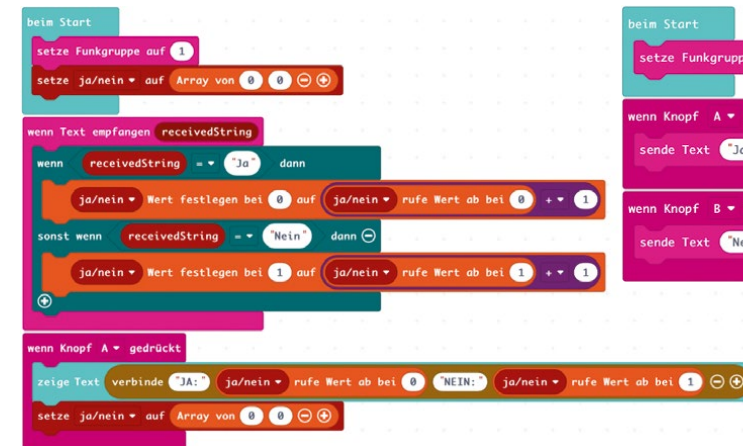 beim Start
setze Funkgruppe auf 1
setze ja/nein auf Array von 0 0
wenn Text empfangen receivedString
wenn receivedString = "Ja" dann
ja/nein Wert festlegen bei 0 auf ja/nein rufe Wert ab bei 0 + 1
sonst wenn receivedString = "Nein" dann
ja/nein Wert festlegen bei 1 auf ja/nein rufe Wert ab bei 1 + 1
wenn Knopf A gedrückt
zeige Text verbinde "JA:" ja/nein rufe Wert ab bei 0 "NEIN:" ja/nein rufe Wert ab bei 1
setze ja/nein auf Array von 0 0
beim Start
setze Funkgrupp
wenn Knopf A
sende Text "Ja
wenn Knopf B
sende Text "Ne